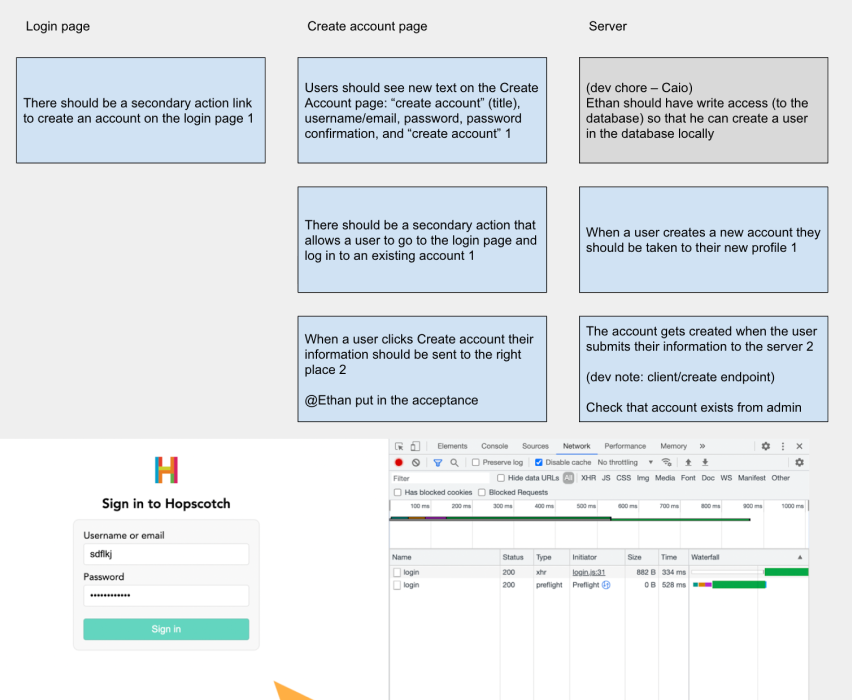 Login page
Create account page
Server
There should be a secondary action link
to create an account on the login page 1
Users should see new text on the Create
Account page: “create account” (title),
username/email, password, password
confirmation, and “create account” 1
(dev chore – Caio)
Ethan should have write access (to the
database) so that he can create a user
in the database locally
There should be a secondary action that
allows a user to go to the login page and
log in to an existing account 1
When a user creates a new account they
should be taken to their new profile 1
When a user clicks Create account their
information should be sent to the right
place 2
@Ethan put in the acceptance
The account gets created when the user
submits their information to the server 2
(dev note: client/create endpoint)
Check that account exists from admin
H
Sign in to Hopscotch
Username or email
sdflkj
Password
••••••••••••
Sign in
Elements Console Sources Network Performance Memory »
Preserve log Disable cache No throttling
Filter Hide data URLs All XHR JS CSS Img Media Font Doc WS Manifest Other
Has blocked cookies Blocked Requests
100 ms 200 ms 300 ms 400 ms 500 ms 600 ms 700 ms 800 ms 900 ms 1000 ms
Name Status Type Initiator Size Time Waterfall
login 200 xhr login.js:31 882 B 334 ms
login 200 preflight Preflight 0 B 528 ms